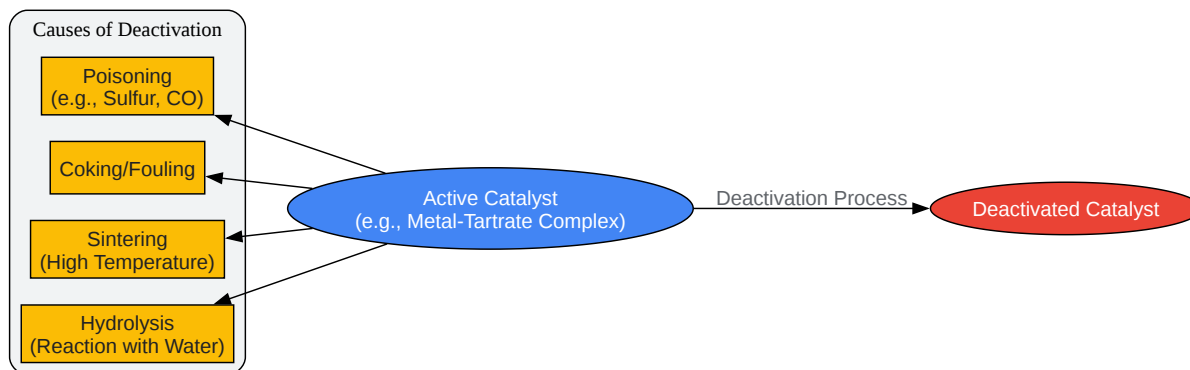 Causes of Deactivation
Poisoning
(e.g., Sulfur, CO)
Coking/Fouling
Sintering
(High Temperature)
Hydrolysis
(Reaction with Water)
Active Catalyst
(e.g., Metal-Tartrate Complex)
Deactivation Process
Deactivated Catalyst